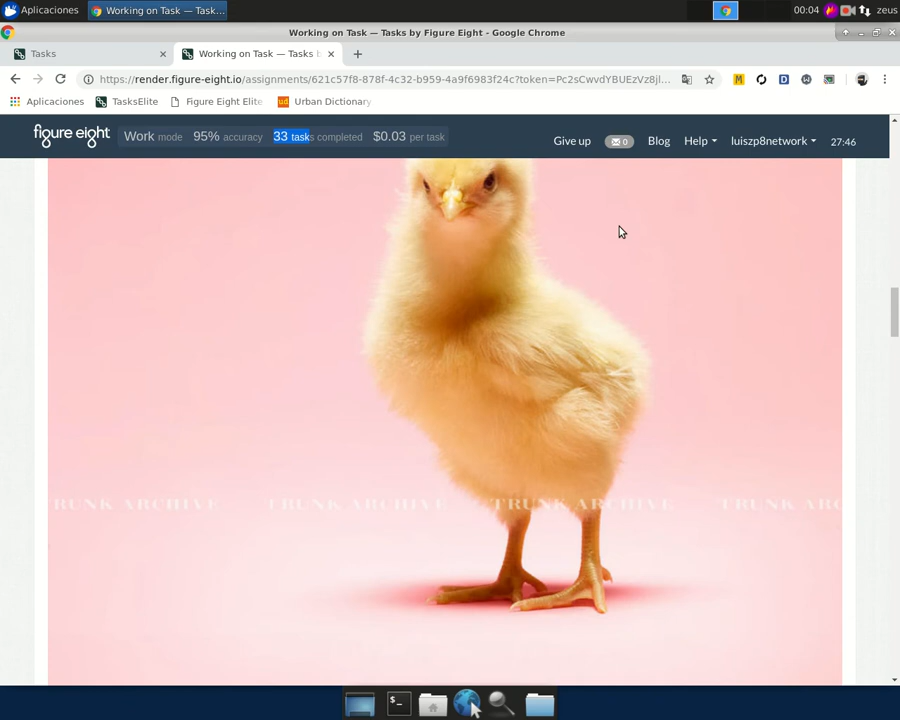 Aplicaciones
Working on Task — Task...
00:04
zeus
Working on Task — Tasks by Figure Eight - Google Chrome
Tasks
Working on Task — Tasks b
https://render.figure-eight.io/assignments/621c57f8-878f-4c32-b959-4a9f6983f24c?token=Pc2sCwvdYBUEzVz8jl...
Aplicaciones
TasksElite
Figure Eight Elite
ud
Urban Dictionary
figure eight
Work mode
95% accuracy
33 tasks completed
$0.03 per task
Give up
0
Blog
Help
luiszp8network
27:46
RUNK ARCHIVE
TRUNK ARCHIVE
TRUNK ARCHIVE
TRUNK ARC